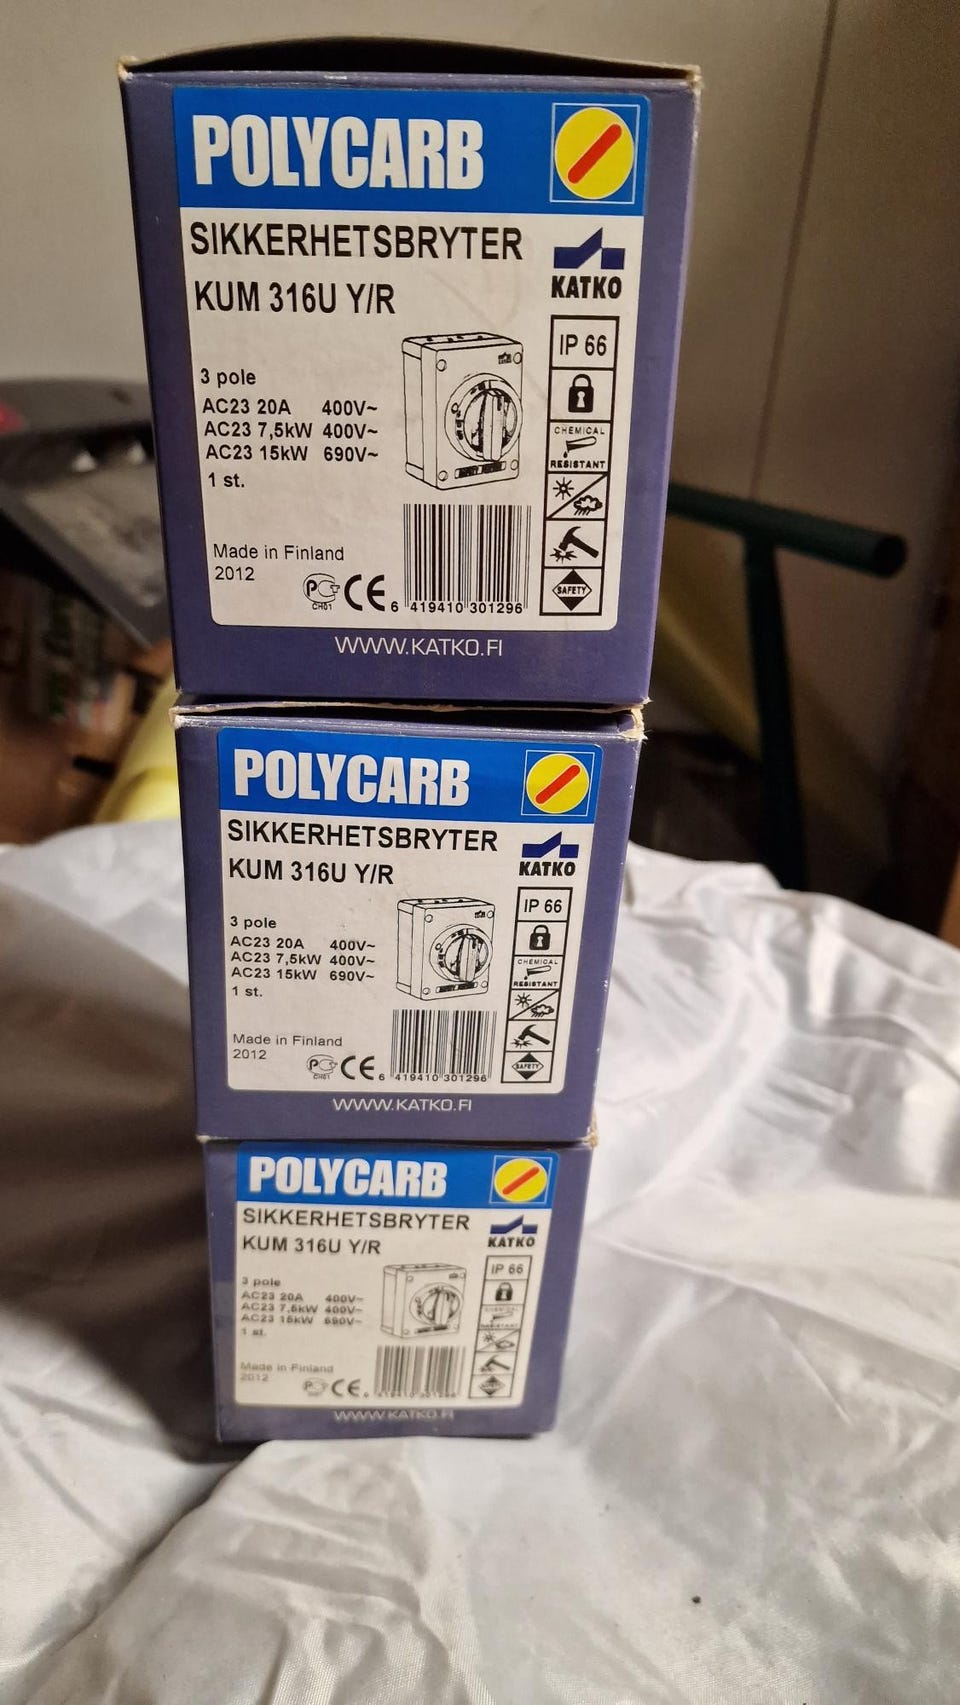 POLYCARB
SIKKERHETSBRYTER
KATKO
KUM 316U Y/R
IP 66
3 pole
AC23 20A 400V~
AC23 7,5kW 400V~
AC23 15kW 690V~
1 st.
CHEMICAL
RESISTANT
Made in Finland
2012
SAFETY
CH01
CE
6 419410 301296
WWW.KATKO.FI
POLYCARB
SIKKERHETSBRYTER
KATKO
KUM 316U Y/R
IP 66
3 pole
AC23 20A 400V~
AC23 7,5kW 400V~
AC23 15kW 690V~
1 st.
CHEMICAL
RESISTANT
Made in Finland
2012
SAFETY
CH01
CE
6 419410 301296
WWW.KATKO.FI
POLYCARB
SIKKERHETSBRYTER
KATKO
KUM 316U Y/R
IP 66
3 pole
AC23 20A 400V~
AC23 7,5kW 400V~
AC23 15kW 690V~
1 st.
Made in Finland
2012
CE
6 419410 301296
WWW.KATKO.FI